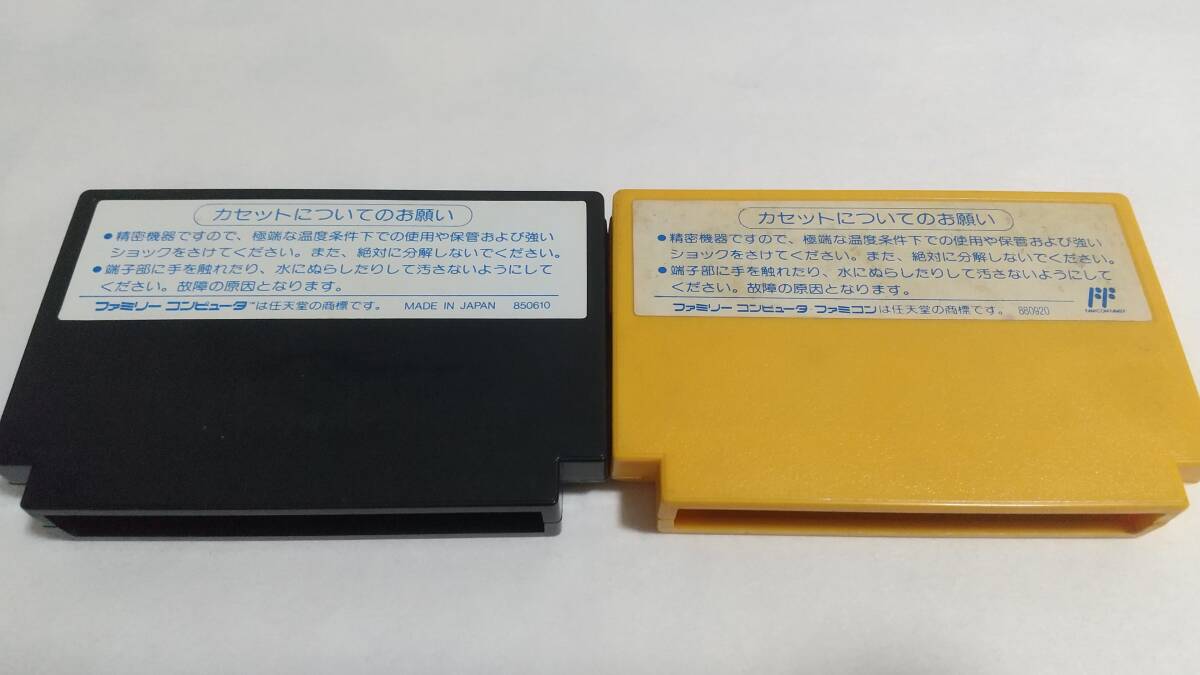 カセットについてのお願い
●精密機器ですので、極端な温度条件下での使用や保管および強い
ショックをさけてください。また、絶対に分解しないでください。
●端子部に手を触れたり、水にぬらしたりして汚さないようにして
ください。故障の原因となります。
ファミリー コンピュータ™は任天堂の商標です。 MADE IN JAPAN 850610
カセットについてのお願い
●精密機器ですので、極端な温度条件下での使用や保管および強い
ショックをさけてください。また、絶対に分解しないでください。
●端子部に手を触れたり、水にぬらしたりして汚さないようにして
ください。故障の原因となります。
ファミリー コンピュータ ファミコンは任天堂の商標です。 880920
FF
FAMICOM FAMILY